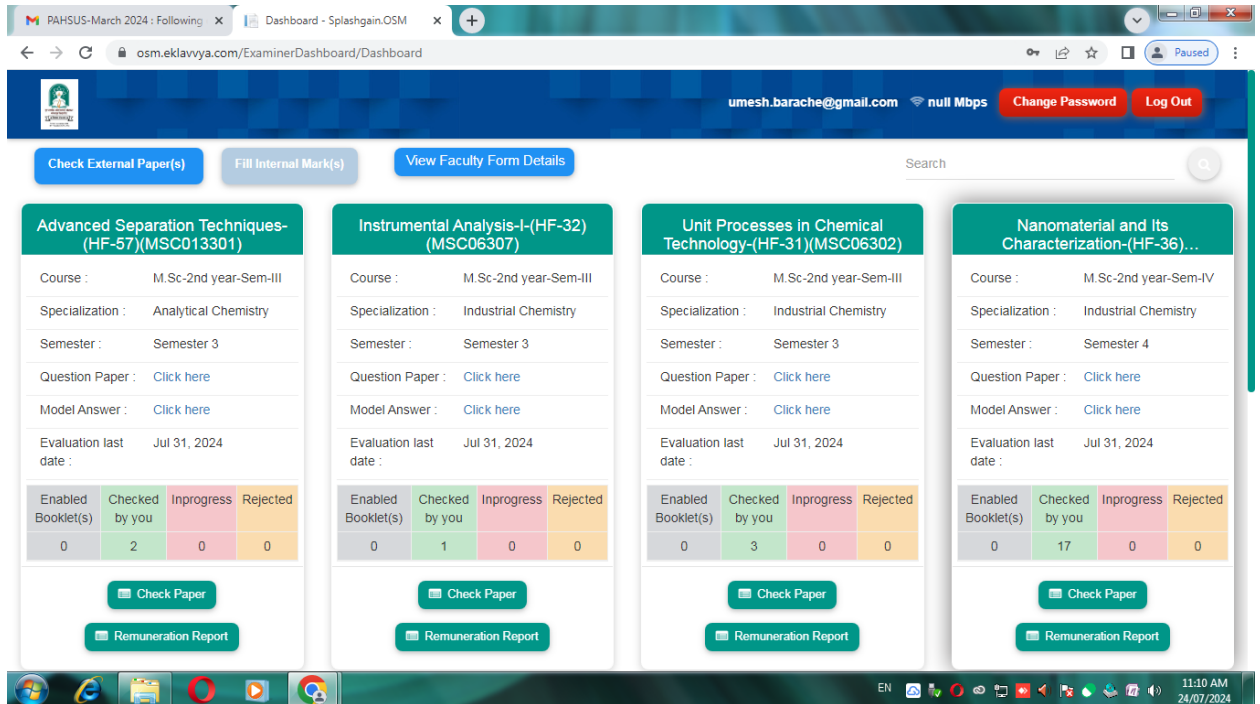 PAHSUS-March 2024 : Following
Dashboard - Splashgain.OSM
osm.eklavvya.com/ExaminerDashboard/Dashboard
Paused
umesh.barache@gmail.com null Mbps Change Password Log Out
Check External Paper(s) Fill Internal Mark(s) View Faculty Form Details Search
Advanced Separation Techniques-
(HF-57)(MSC013301)
Course : M.Sc-2nd year-Sem-III
Specialization : Analytical Chemistry
Semester : Semester 3
Question Paper : Click here
Model Answer : Click here
Evaluation last Jul 31, 2024
date :
Enabled Checked Inprogress Rejected
Booklet(s) by you
0 2 0 0
Check Paper
Remuneration Report
Instrumental Analysis-I-(HF-32)
(MSC06307)
Course : M.Sc-2nd year-Sem-III
Specialization : Industrial Chemistry
Semester : Semester 3
Question Paper : Click here
Model Answer : Click here
Evaluation last Jul 31, 2024
date :
Enabled Checked Inprogress Rejected
Booklet(s) by you
0 1 0 0
Check Paper
Remuneration Report
Unit Processes in Chemical
Technology-(HF-31)(MSC06302)
Course : M.Sc-2nd year-Sem-III
Specialization : Industrial Chemistry
Semester : Semester 3
Question Paper : Click here
Model Answer : Click here
Evaluation last Jul 31, 2024
date :
Enabled Checked Inprogress Rejected
Booklet(s) by you
0 3 0 0
Check Paper
Remuneration Report
Nanomaterial and Its
Characterization-(HF-36)...
Course : M.Sc-2nd year-Sem-IV
Specialization : Industrial Chemistry
Semester : Semester 4
Question Paper : Click here
Model Answer : Click here
Evaluation last Jul 31, 2024
date :
Enabled Checked Inprogress Rejected
Booklet(s) by you
0 17 0 0
Check Paper
Remuneration Report
EN
11:10 AM
24/07/2024